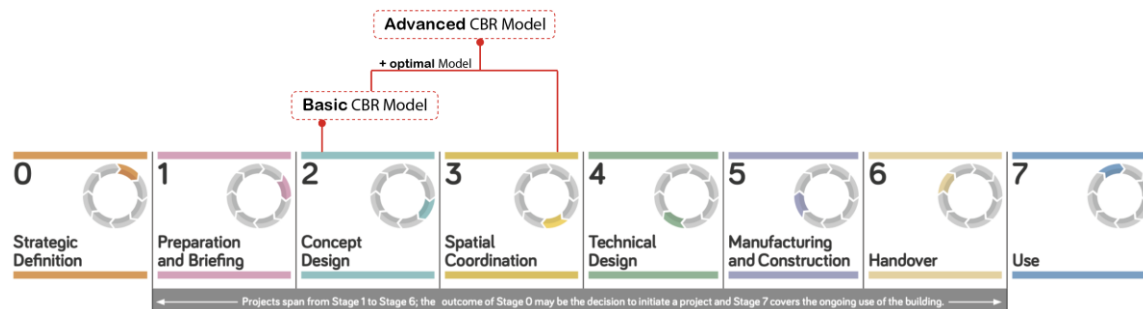 Advanced CBR Model
+ optimal Model
Basic CBR Model
0
Strategic
Definition
1
Preparation
and Briefing
2
Concept
Design
3
Spatial
Coordination
4
Technical
Design
5
Manufacturing
and Construction
6
Handover
7
Use
Projects span from Stage 1 to Stage 6; the outcome of Stage 0 may be the decision to initiate a project and Stage 7 covers the ongoing use of the building.